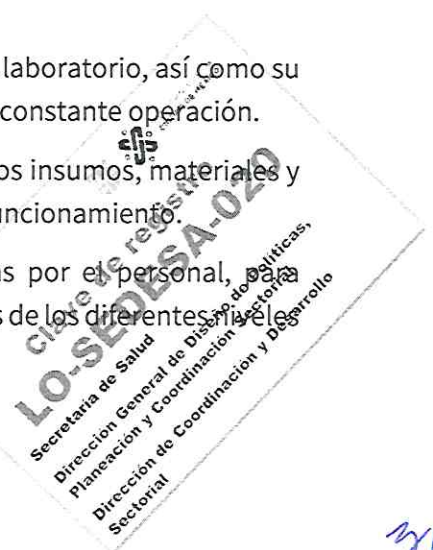 laboratorio, así como su
constante operación.
os insumos, materiales y
uncionamiento.
as por el personal, para
s de los diferentes niveles
Clave de registro
LO-SEDESA-020
Secretaría de Salud
Dirección General de Diseño de Políticas,
Planeación y Coordinación Sectorial
Dirección de Coordinación y Desarrollo
Sectorial